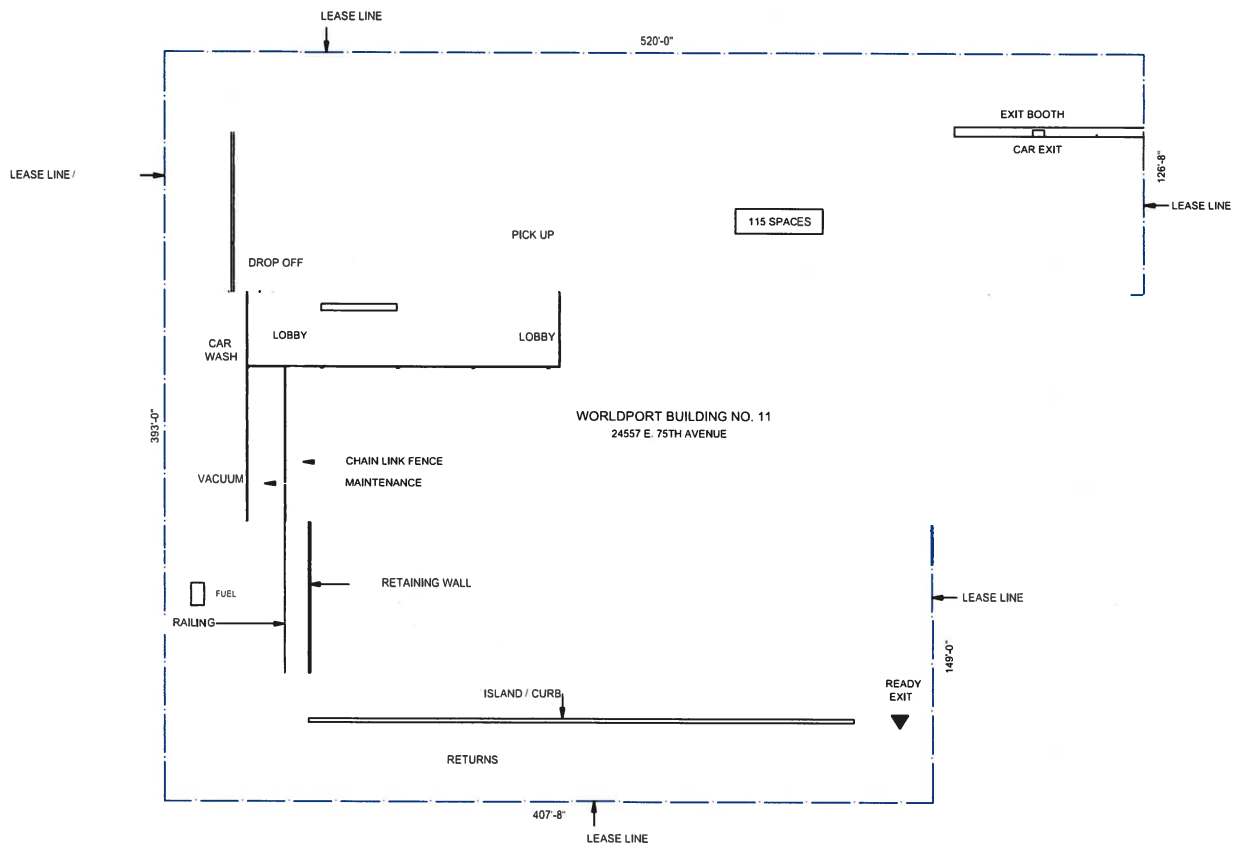 LEASE LINE
520'-0"
EXIT BOOTH
CAR EXIT
126'-8"
LEASE LINE /
LEASE LINE
115 SPACES
PICK UP
DROP OFF
LOBBY
LOBBY
CAR
WASH
393'-0"
WORLDPORT BUILDING NO. 11
24557 E. 75TH AVENUE
CHAIN LINK FENCE
VACUUM
MAINTENANCE
RETAINING WALL
FUEL
LEASE LINE
RAILING
149'-0"
READY
EXIT
ISLAND / CURB
RETURNS
407'-8"
LEASE LINE